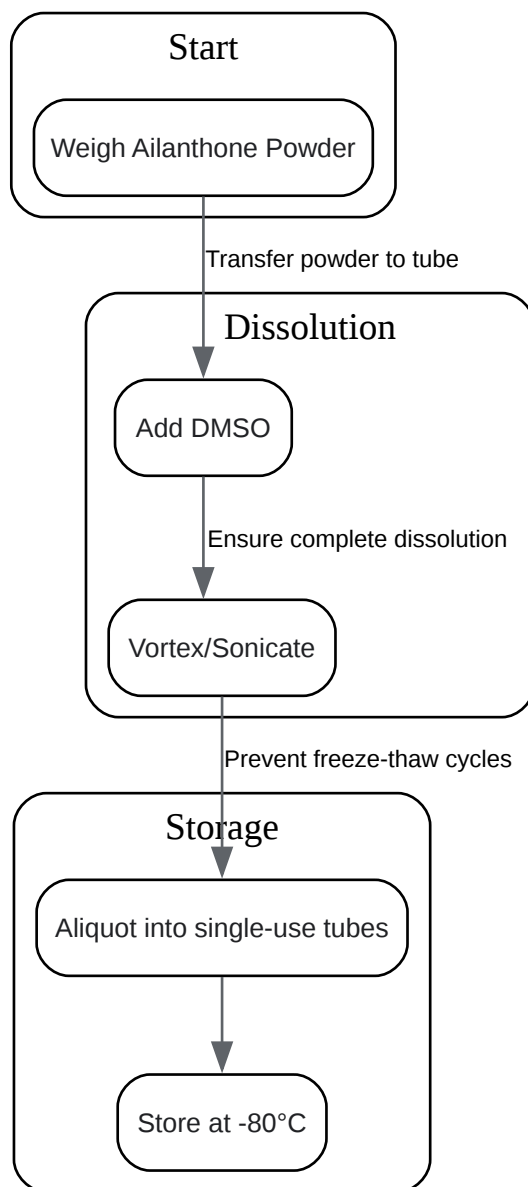 Start
Weigh Ailanthone Powder
Transfer powder to tube
Dissolution
Add DMSO
Ensure complete dissolution
Vortex/Sonicate
Prevent freeze-thaw cycles
Storage
Aliquot into single-use tubes
Store at -80°C